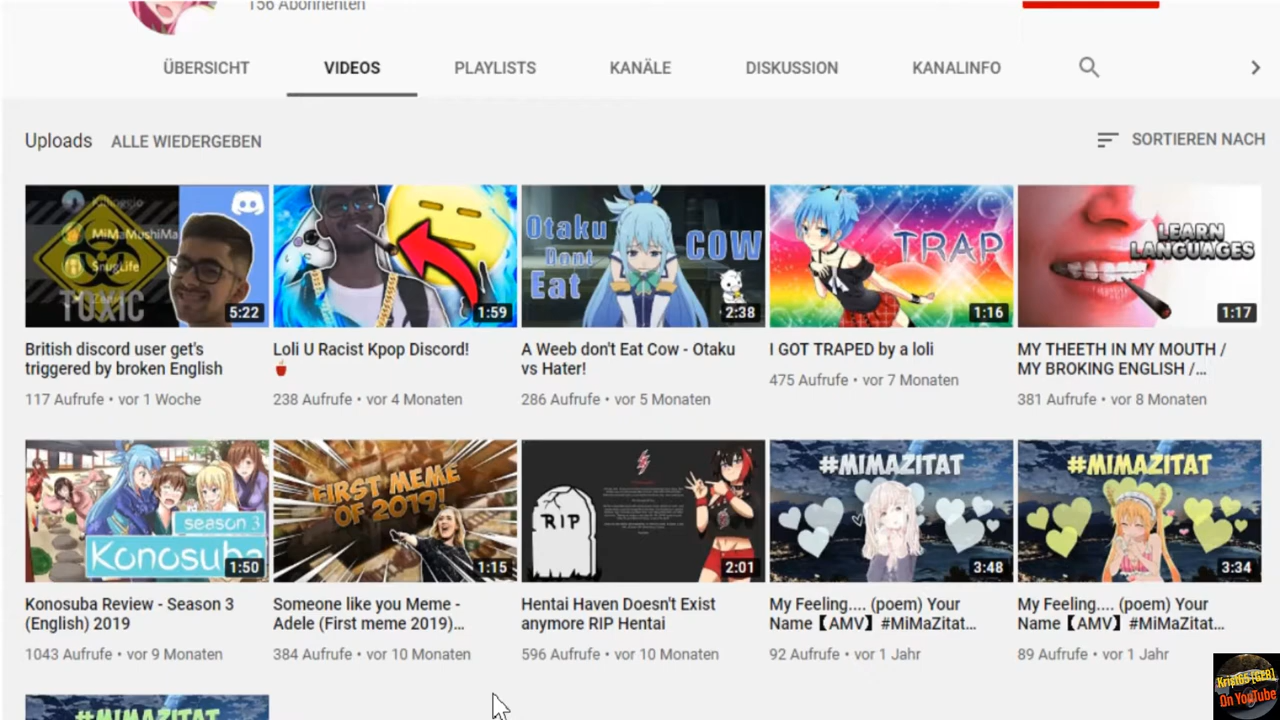 156 Abonnenten
ÜBERSICHT
VIDEOS
PLAYLISTS
KANÄLE
DISKUSSION
KANALINFO
Uploads
ALLE WIEDERGEBEN
SORTIEREN NACH
MiMaMushiMa
SnugLife
TOXIC
5:22
1:59
Otaku
Dont
Eat
COW
2:38
TRAP
1:16
LEARN
LANGUAGES
1:17
British discord user get's
triggered by broken English
117 Aufrufe • vor 1 Woche
Loli U Racist Kpop Discord!
238 Aufrufe • vor 4 Monaten
A Weeb don't Eat Cow - Otaku
vs Hater!
286 Aufrufe • vor 5 Monaten
I GOT TRAPED by a loli
475 Aufrufe • vor 7 Monaten
MY THEETH IN MY MOUTH /
MY BROKING ENGLISH /...
381 Aufrufe • vor 8 Monaten
season 3
Konosuba
1:50
FIRST MEME
OF 2019!
1:15
RIP
2:01
#MIMAZITAT
3:48
#MIMAZITAT
3:34
Konosuba Review - Season 3
(English) 2019
1043 Aufrufe • vor 9 Monaten
Someone like you Meme -
Adele (First meme 2019)...
384 Aufrufe • vor 10 Monaten
Hentai Haven Doesn't Exist
anymore RIP Hentai
596 Aufrufe • vor 10 Monaten
My Feeling.... (poem) Your
Name【AMV】#MiMaZitat...
92 Aufrufe • vor 1 Jahr
My Feeling.... (poem) Your
Name【AMV】#MiMaZitat...
89 Aufrufe • vor 1 Jahr
#MIMAZITAT
[GER]
On YouTube